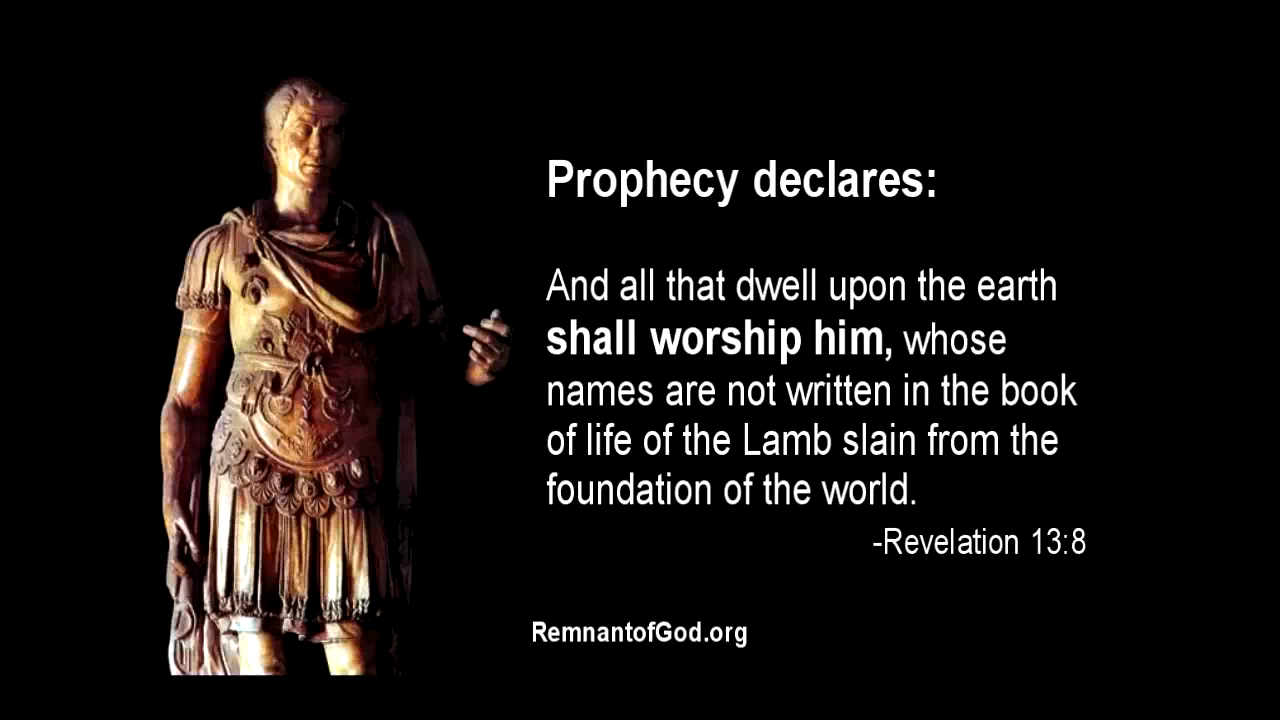 Prophecy declares:
And all that dwell upon the earth
shall worship him, whose
names are not written in the book
of life of the Lamb slain from the
foundation of the world.
-Revelation 13:8
RemnantofGod.org